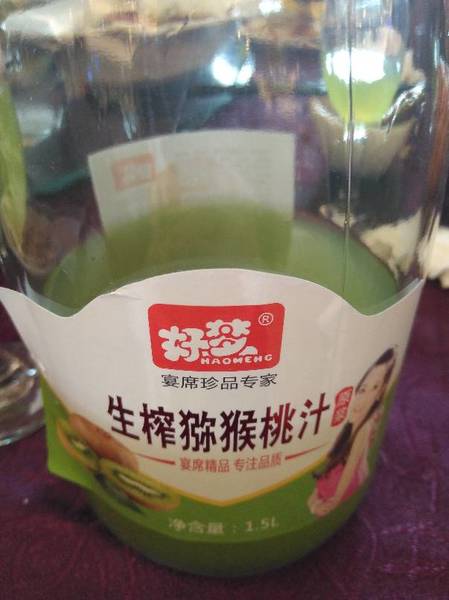 好梦®
HAOMENG
宴席珍品专家
生榨猕猴桃汁
宴席精品 专注品质
净含量：1.5L